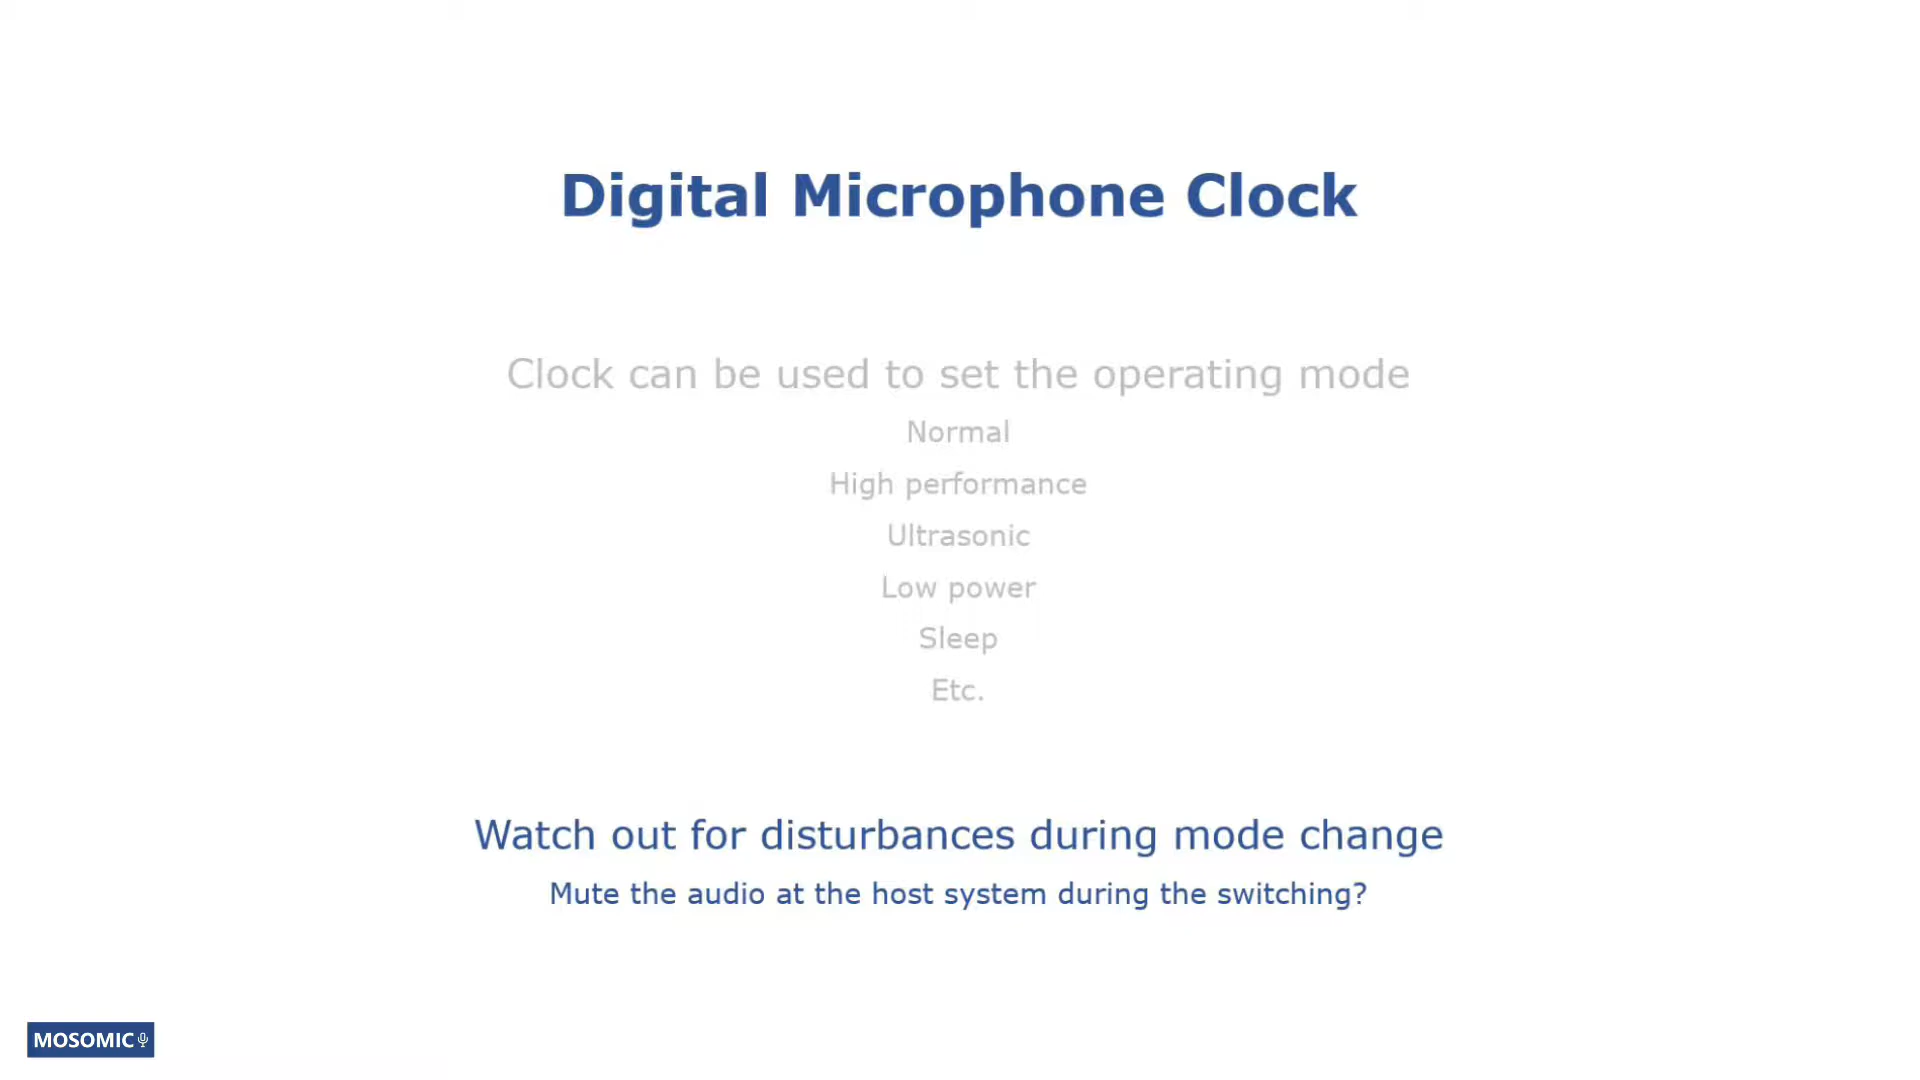 Digital Microphone Clock
Clock can be used to set the operating mode
Normal
High performance
Ultrasonic
Low power
Sleep
Etc.
Watch out for disturbances during mode change
Mute the audio at the host system during the switching?
MOSOMIC